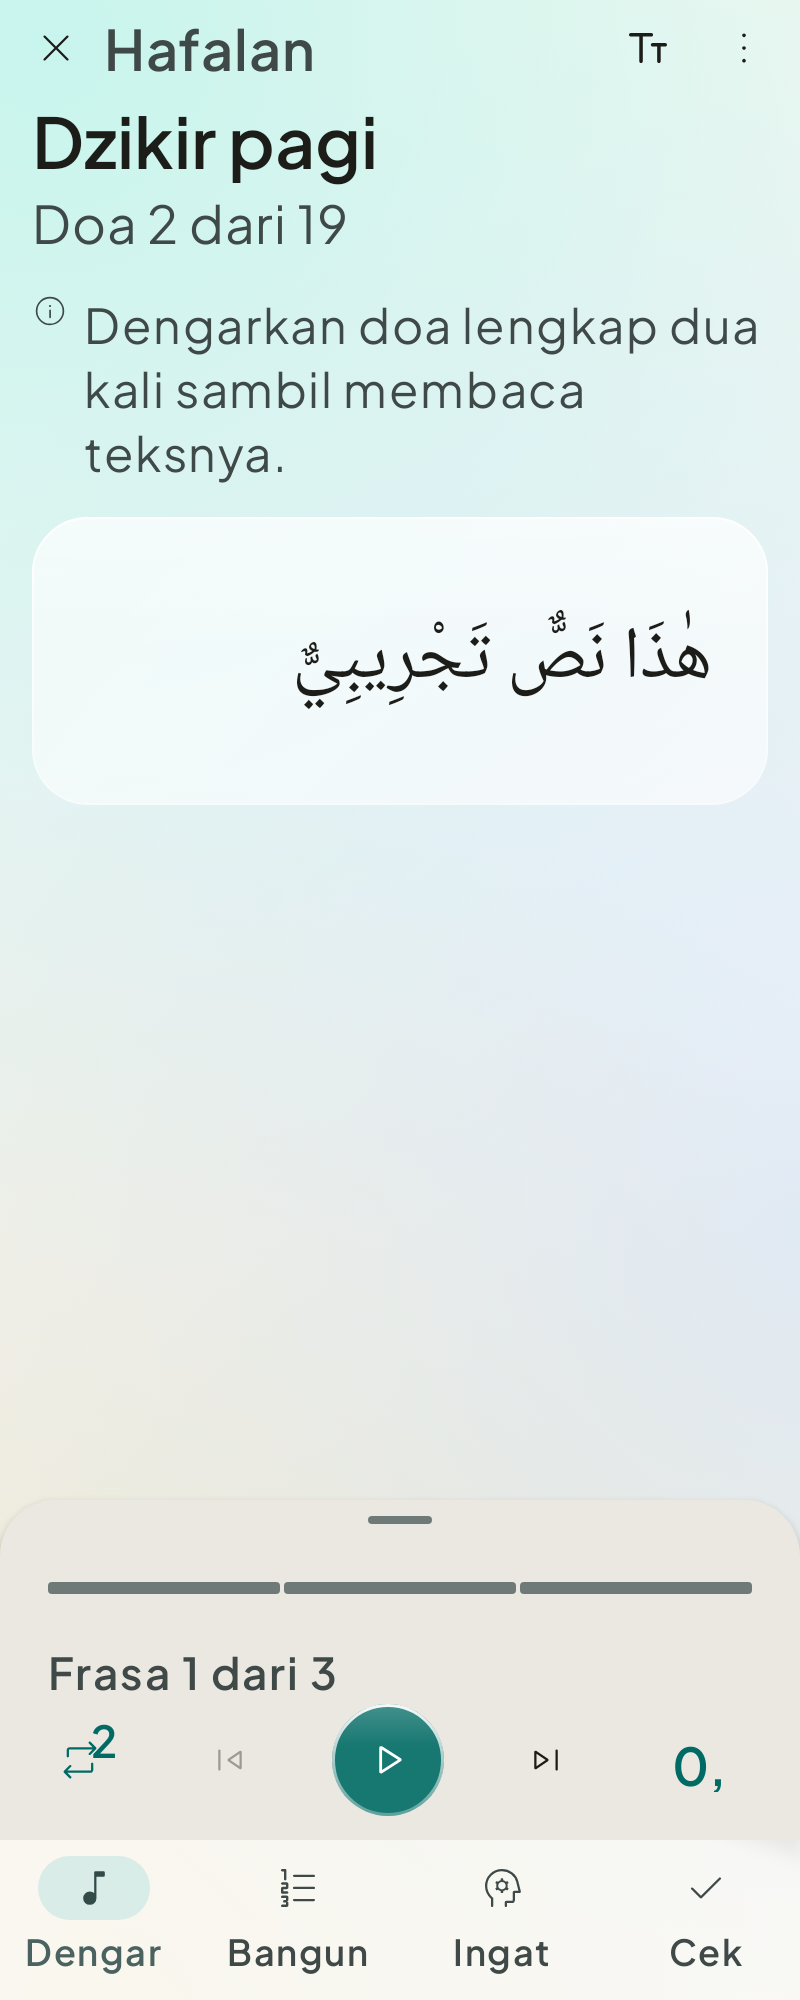 Hafalan
Dzikir pagi
Doa 2 dari 19
Dengarkan doa lengkap dua
kali sambil membaca
teksnya.
هٰذَا نَصٌّ تَجْرِيبِيٌّ
Frasa 1 dari 3
2
0,
Dengar
Bangun
Ingat
Cek